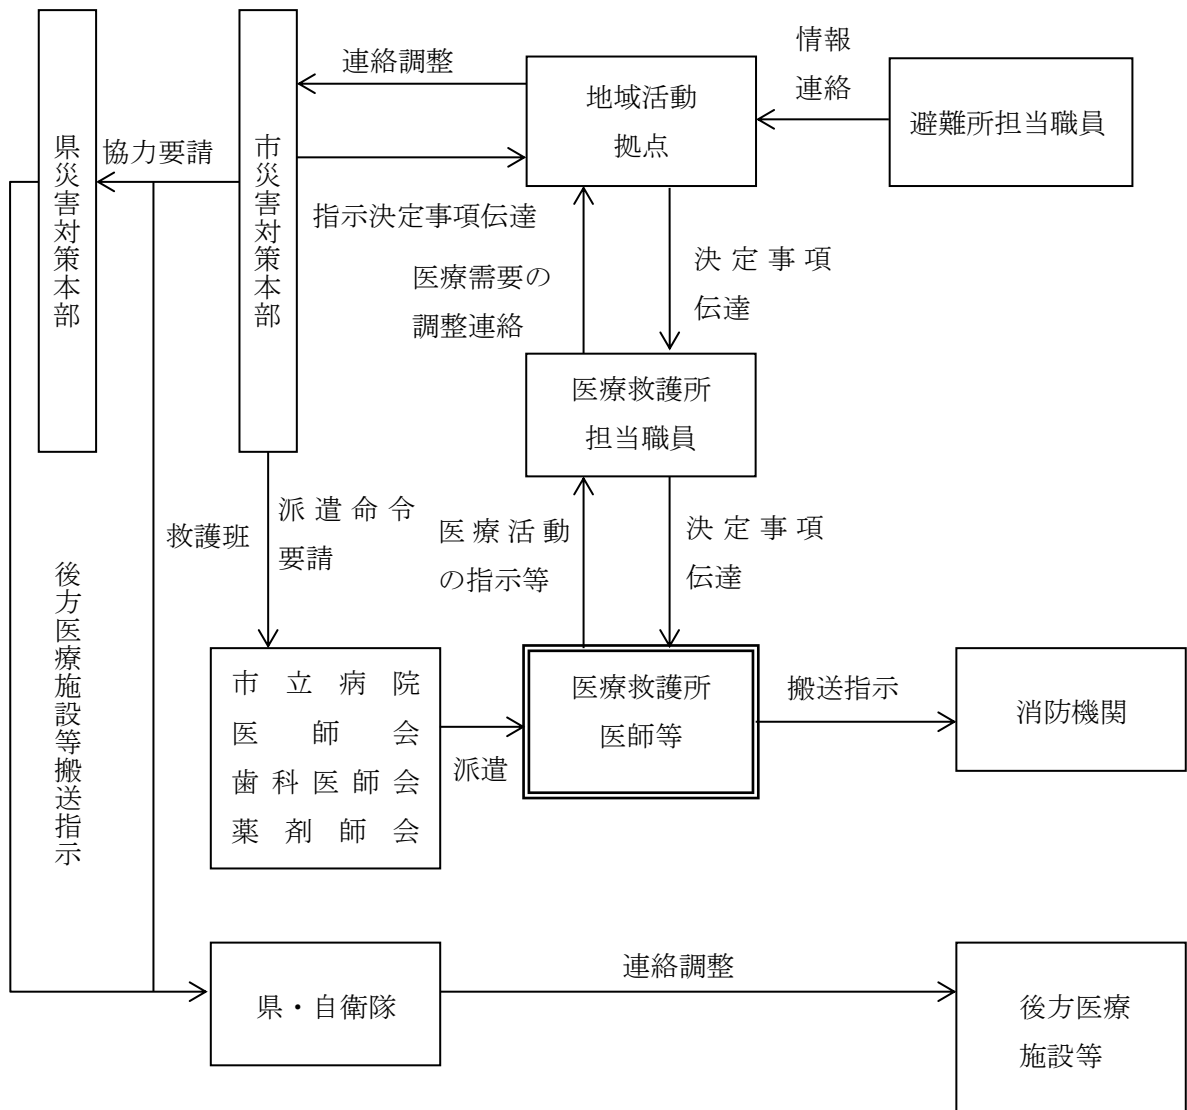 情報
連絡
連絡調整
地域活動
拠点
避難所担当職員
県災害対策本部
協力要請
市災害対策本部
指示決定事項伝達
医療需要の
調整連絡
決定事項
伝達
医療救護所
担当職員
救護班
派遣命令
要請
医療活動
の指示等
決定事項
伝達
後方医療施設等搬送指示
市立病院
医師会
歯科医師会
薬剤師会
派遣
医療救護所
医師等
搬送指示
消防機関
県・自衛隊
連絡調整
後方医療
施設等